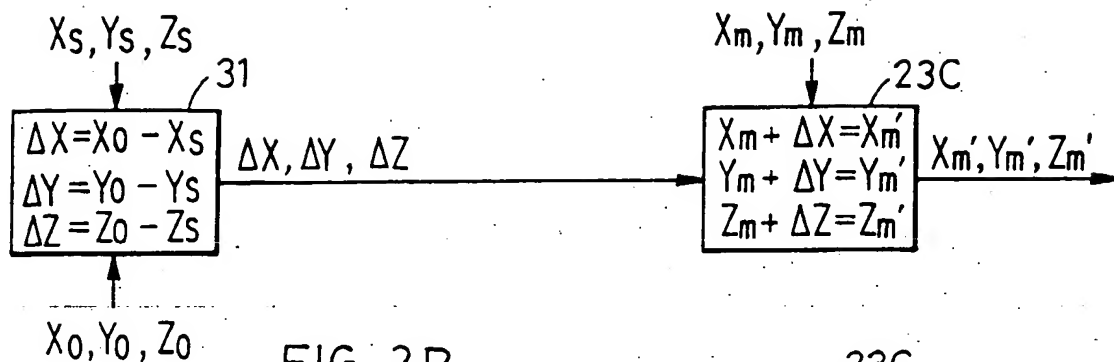 Xs, Ys, Zs
31
ΔX=Xo - Xs
ΔY=Yo - Ys
ΔZ=Zo - Zs
Xo, Yo, Zo
ΔX, ΔY, ΔZ
Xm, Ym, Zm
23C
Xm + ΔX=Xm'
Ym + ΔY=Ym'
Zm + ΔZ=Zm'
Xm', Ym', Zm'